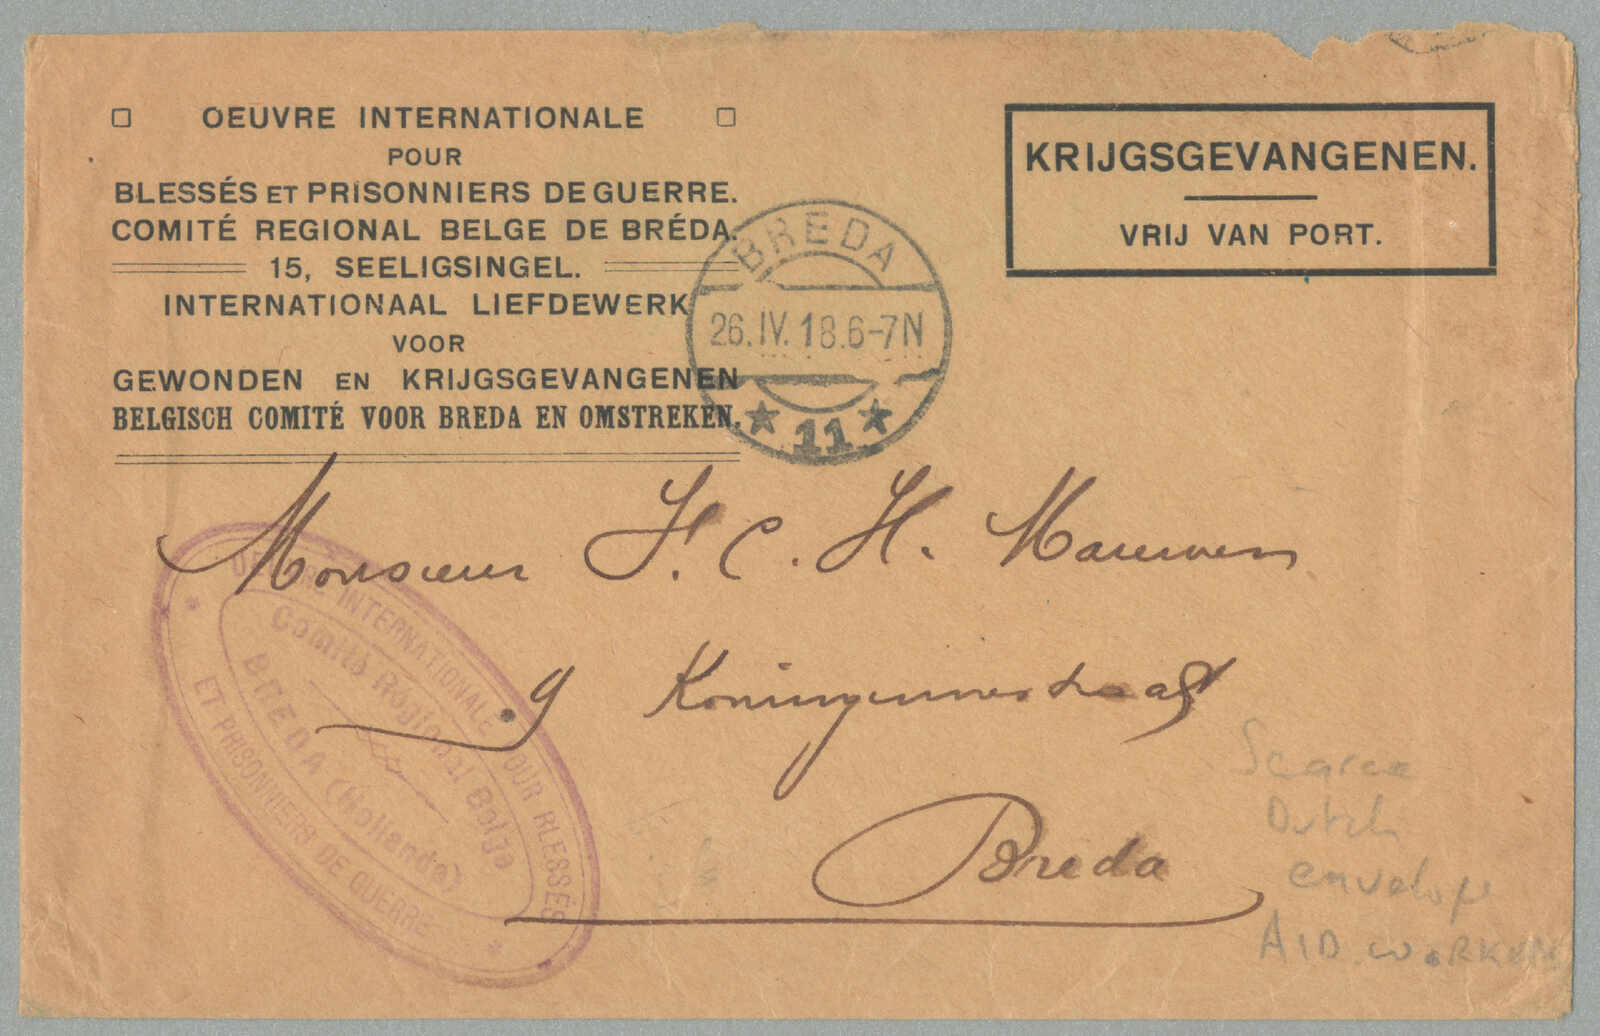 OEUVRE INTERNATIONALE
POUR
BLESSÉS ET PRISONNIERS DE GUERRE.
COMITÉ REGIONAL BELGE DE BRÉDA.
15, SEELIGSINGEL.
INTERNATIONAAL LIEFDEWERK
VOOR
GEWONDEN EN KRIJGSGEVANGENEN
BELGISCH COMITÉ VOOR BREDA EN OMSTREKEN.
KRIJGSGEVANGENEN.
VRIJ VAN PORT.
BREDA
26.IV.18.6-7N
11
Monsieur
C. H.
9
Breda
OEUVRE INTERNATIONALE POUR BLESSÉS
ET PRISONNIERS DE GUERRE
Comité Régional Belge
BREDA (Hollande)
Scarce
Dutch
envelope
AID